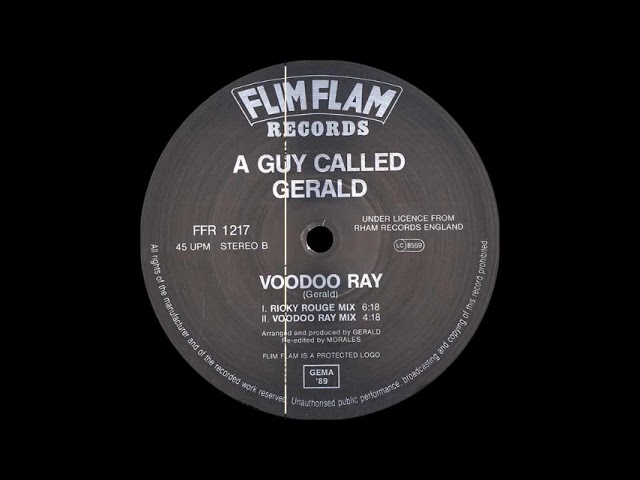 FLIM FLAM
RECORDS
A GUY CALLED
GERALD
FFR 1217
45 UPM STEREO B
UNDER LICENCE FROM
RHAM RECORDS ENGLAND
LC 8559
VOODOO RAY
(Gerald)
I. RICKY ROUGE MIX 6:18
II. VOODOO RAY MIX 4:18
Arranged and produced by GERALD
Re-edited by MORALES
FLIM FLAM IS A PROTECTED LOGO
GEMA
'89
All rights of the manufacturer and of the recorded work reserved. Unauthorised public performance, broadcasting and copying of this record prohibited